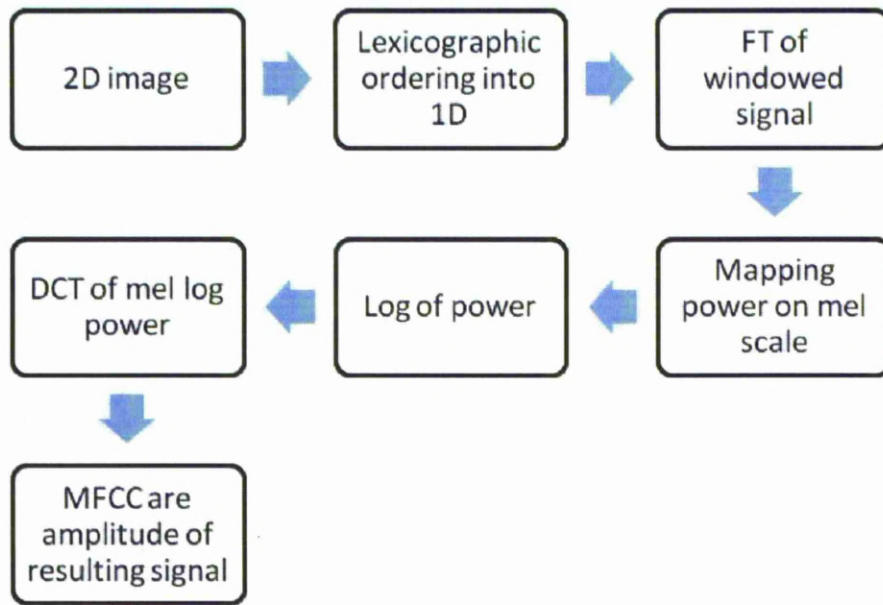 2D image
Lexicographic
ordering into
1D
FT of
windowed
signal
Mapping
power on mel
scale
Log of power
DCT of mel log
power
MFCC are
amplitude of
resulting signal